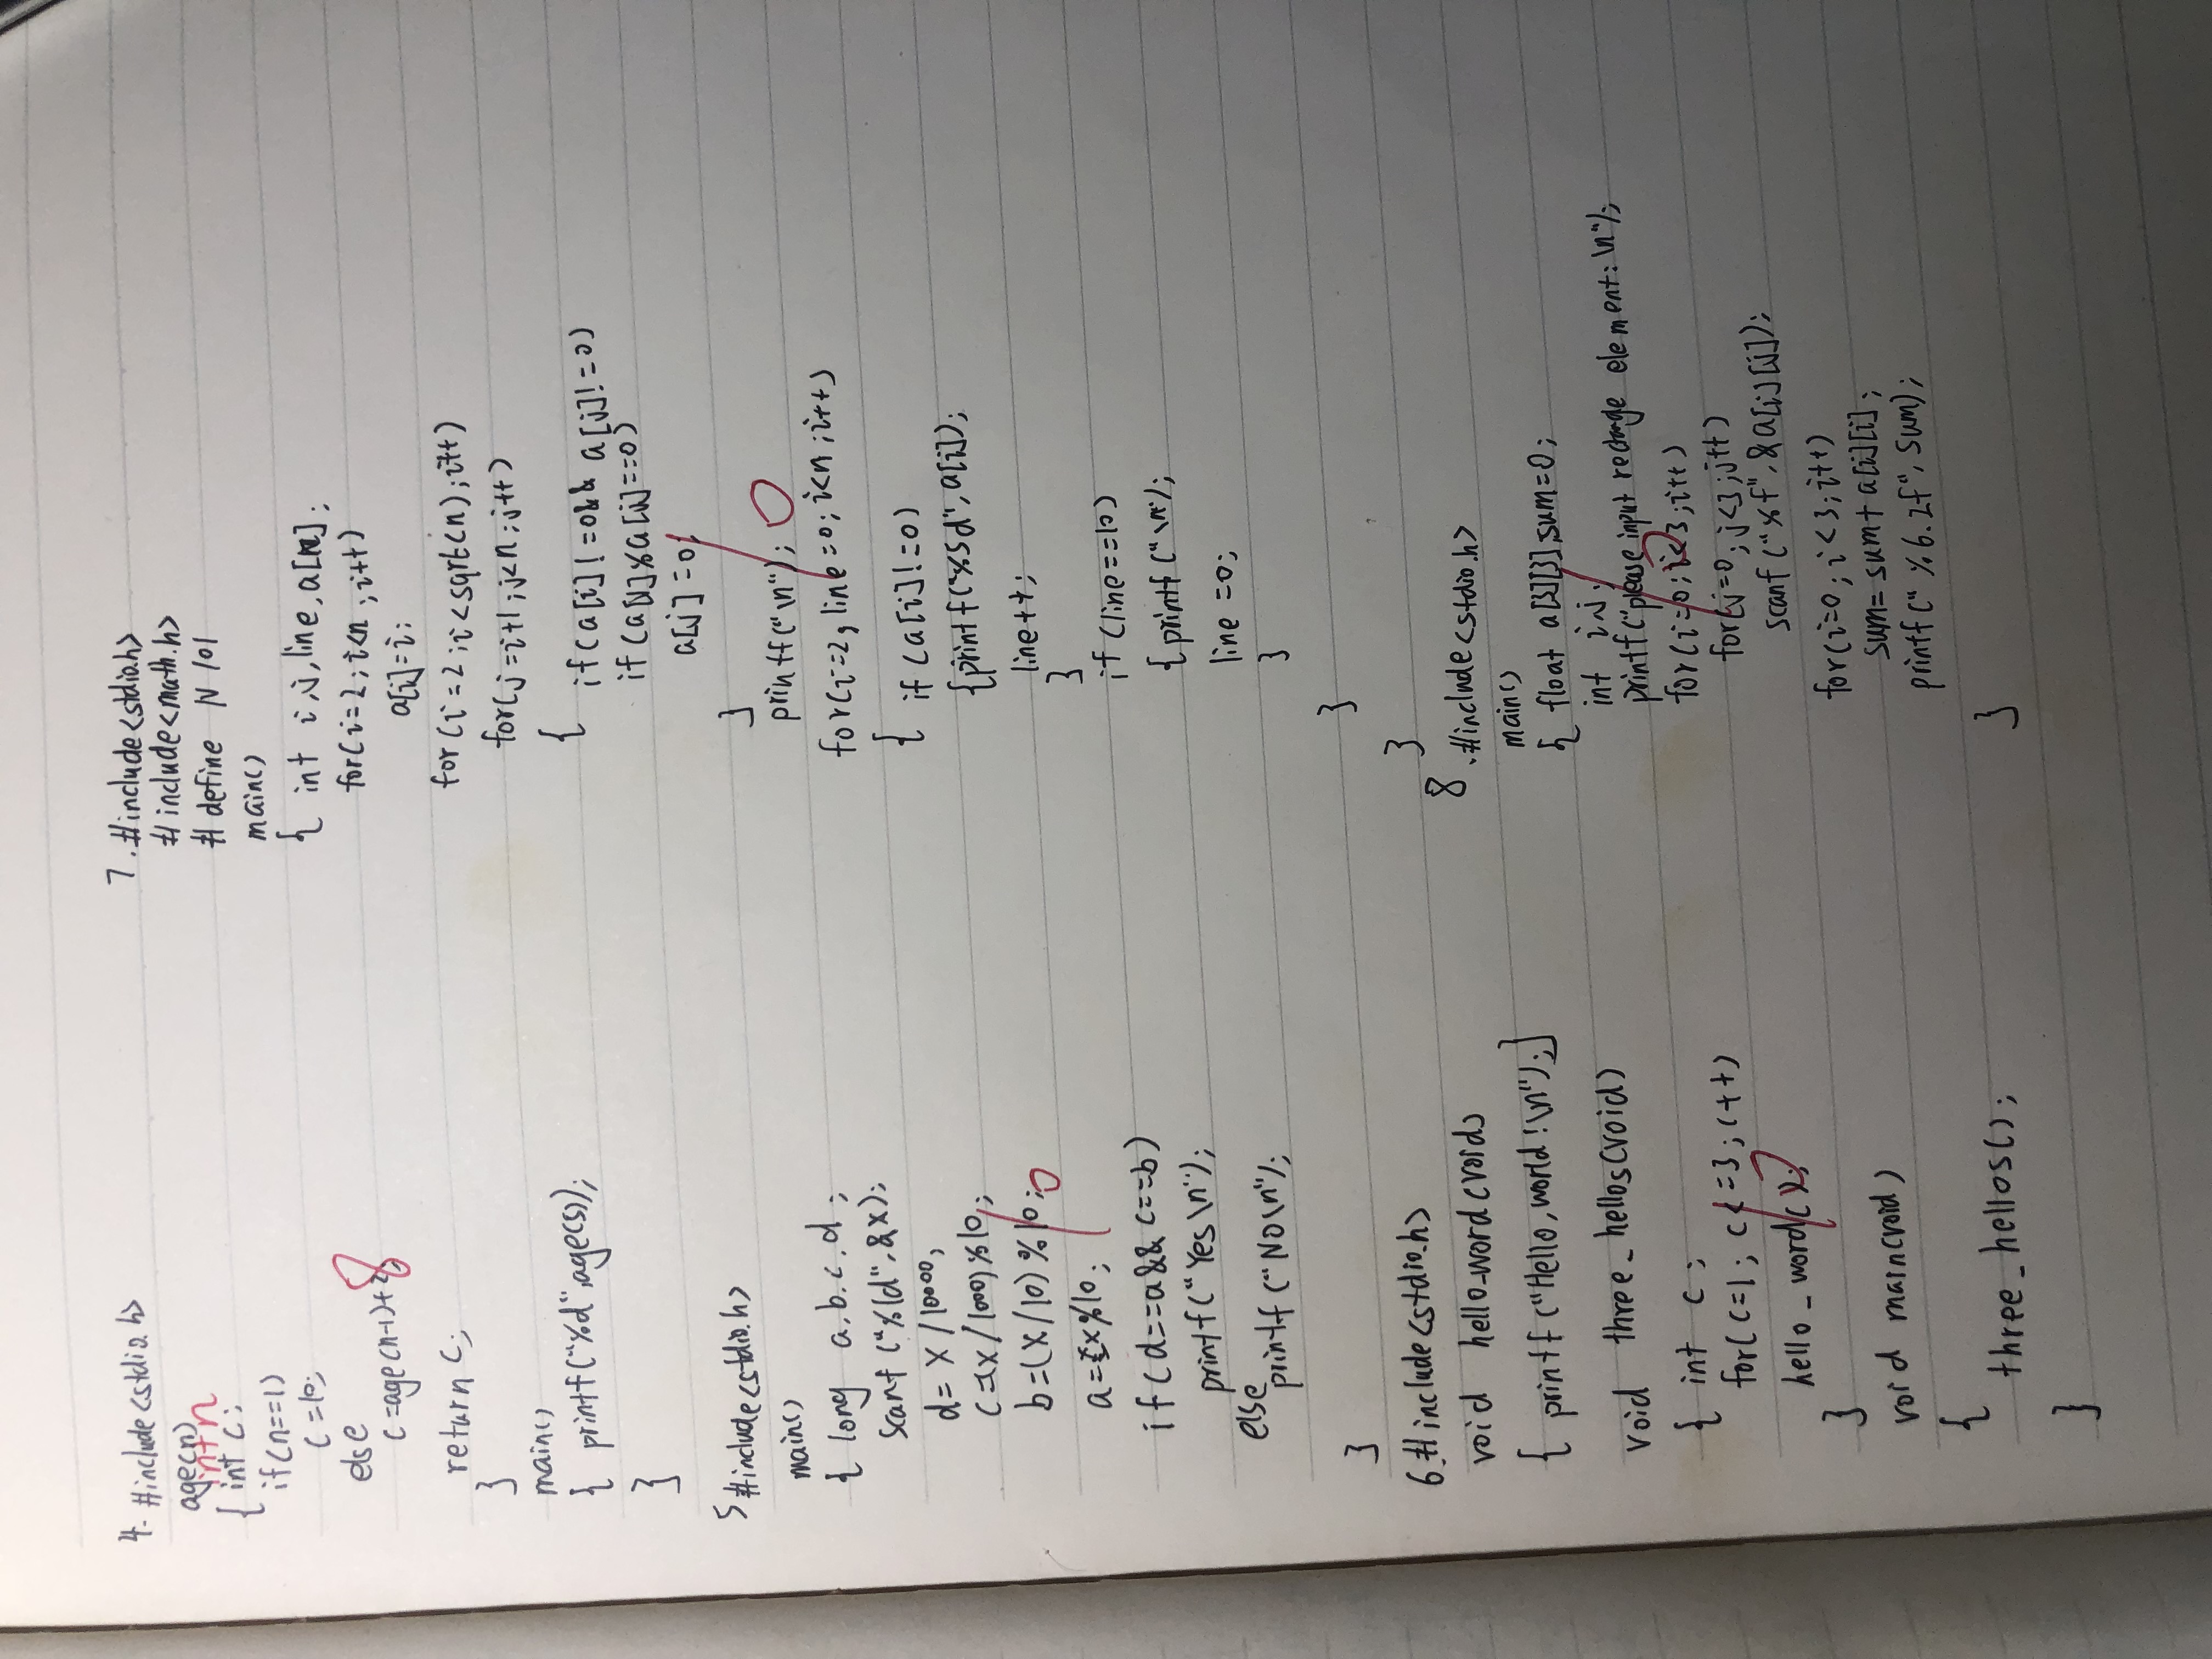 4. #include<stdio.h>
age(n)
int n
{ int c;
if(n==1)
c=10;
else
c=age(n-1)+2;
return c;
}
main()
{ printf("%d",age(5));
}
5 #include<stdio.h>
main()
{ long a.b.c.d;
scanf("%ld",&x);
d=x/10000;
c=(x/1000)%10;
b=(x/10)%10;
a=x%10;
if(d==a&&c==b)
printf("Yes\n");
else
printf("No\n");
}
6.#include<stdio.h>
void hello-word(void)
{ printf("Hello,world!\n");}
void three_hellos(void)
{ int c;
for(c=1; c<=3;c++)
hello_word();
}
void main(void)
{
three_hellos();
}
7.#include<stdio.h>
#include<math.h>
#define N 101
main()
{ int i,j,line,a[n];
for(i=2;i<n;i++)
a[i]=i;
for(i=2;i<sqrt(n);i++)
for(j=i+1;j<n;j++)
{
if(a[i]!=0&&a[j]!=0)
if(a[j]%a[i]==0)
a[j]=0;
}
printf("\n");
for(i=2,line=0;i<n;i++)
{ if(a[i]!=0)
{printf("%5d",a[i]);
line++;
}
if(line==10)
{printf("\n");
line=0;
}
}
}
8.#include<stdio.h>
main()
{ float a[3][3],sum=0;
int i,j;
printf("please input rectange element:\n");
for(i=0;i<3;i++)
for(j=0;j<3;j++)
scanf("%f",&a[i][j]);
for(i=0;i<3;i++)
sum=sum+a[i][i];
printf("%6.2f",sum);
}